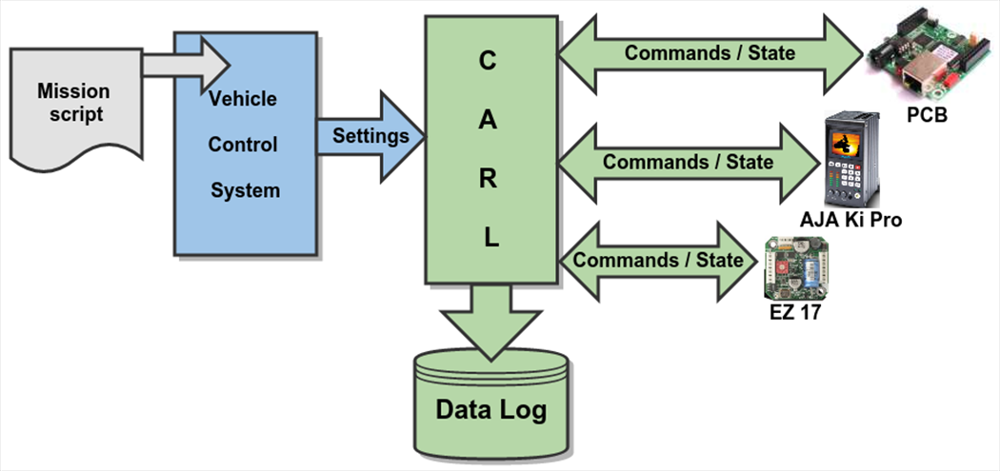 Mission
script
Vehicle
Control
System
Settings
C
A
R
L
Commands / State
PCB
Commands / State
AJA Ki Pro
Commands / State
EZ 17
Data Log